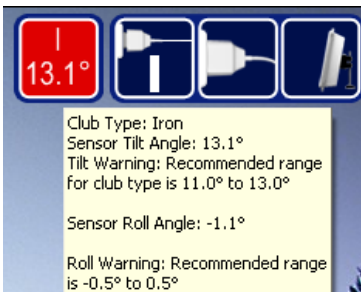 13.1°
Club Type: Iron
Sensor Tilt Angle: 13.1°
Tilt Warning: Recommended range
for club type is 11.0° to 13.0°
Sensor Roll Angle: -1.1°
Roll Warning: Recommended range
is -0.5° to 0.5°